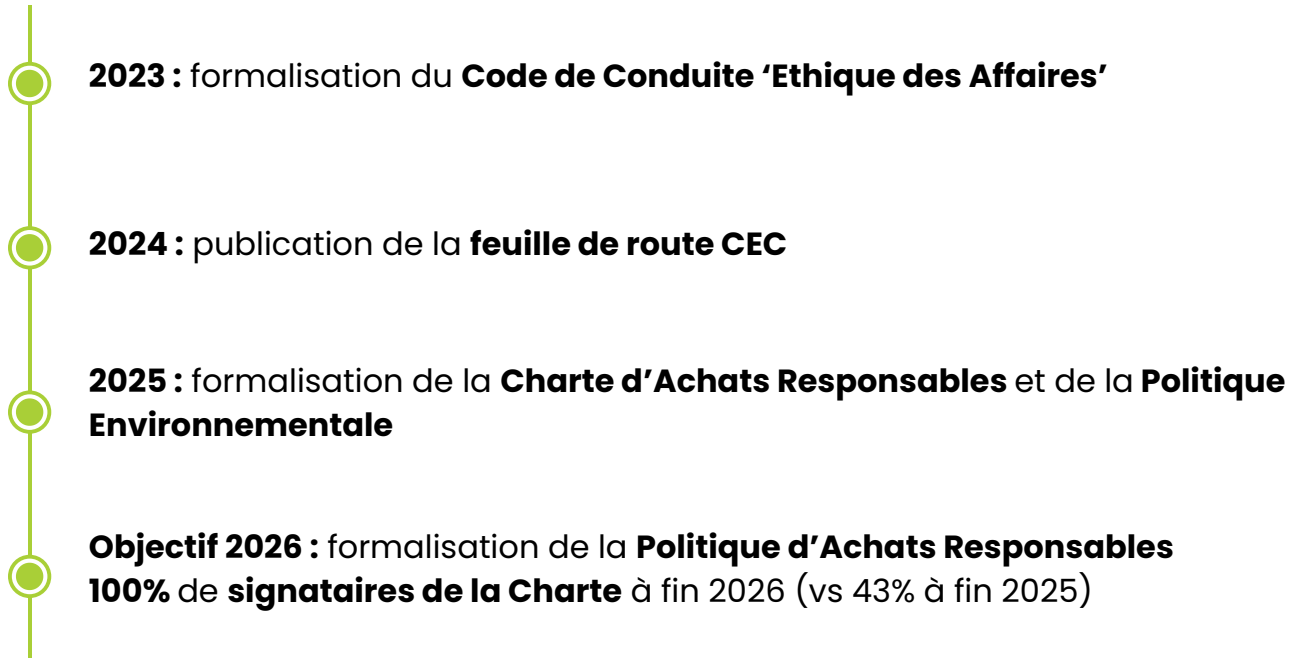 2023 : formalisation du Code de Conduite ‘Ethique des Affaires’
2024 : publication de la feuille de route CEC
2025 : formalisation de la Charte d’Achats Responsables et de la Politique
Environnementale
Objectif 2026 : formalisation de la Politique d’Achats Responsables
100% de signataires de la Charte à fin 2026 (vs 43% à fin 2025)